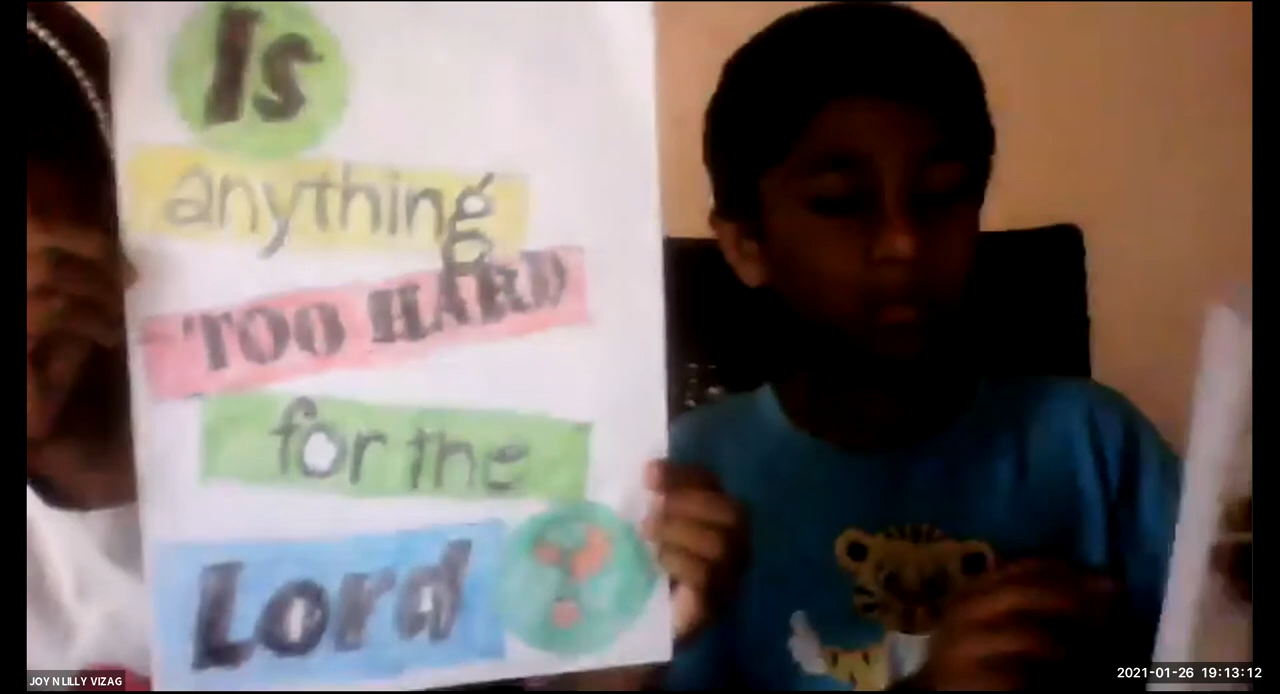 Is
anything
TOO HARD
for the
Lord ?
JOY N LILLY VIZAG
2021-01-26 19:13:12